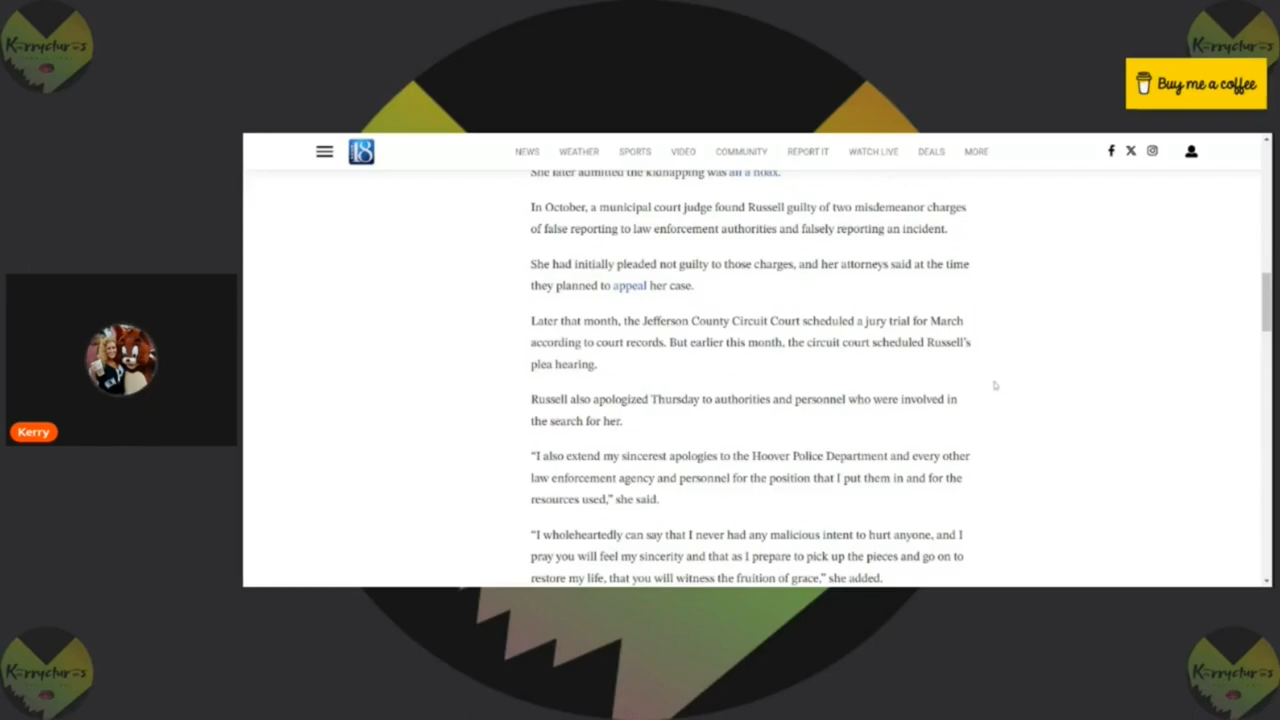 Kerryctures
Kerryctures
Buy me a coffee
18
NEWS WEATHER SPORTS VIDEO COMMUNITY REPORT IT WATCH LIVE DEALS MORE
She later admitted the kidnapping was all a hoax.
In October, a municipal court judge found Russell guilty of two misdemeanor charges
of false reporting to law enforcement authorities and falsely reporting an incident.
She had initially pleaded not guilty to those charges, and her attorneys said at the time
they planned to appeal her case.
Later that month, the Jefferson County Circuit Court scheduled a jury trial for March
according to court records. But earlier this month, the circuit court scheduled Russell's
plea hearing.
Russell also apologized Thursday to authorities and personnel who were involved in
the search for her.
“I also extend my sincerest apologies to the Hoover Police Department and every other
law enforcement agency and personnel for the position that I put them in and for the
resources used,” she said.
“I wholeheartedly can say that I never had any malicious intent to hurt anyone, and I
pray you will feel my sincerity and that as I prepare to pick up the pieces and go on to
restore my life, that you will witness the fruition of grace,” she added.
Kerry
Kerryctures
Kerryctures